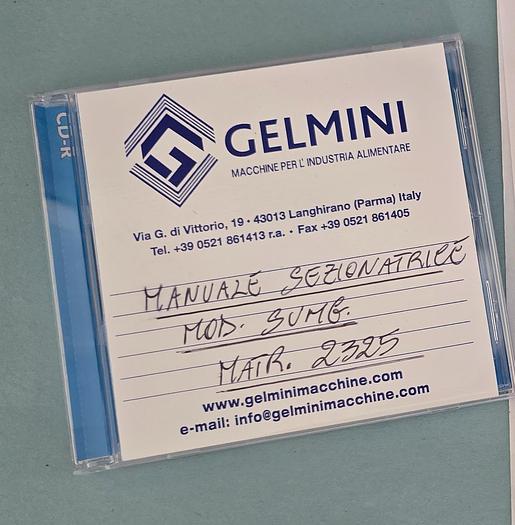 CD-R
GELMINI
MACCHINE PER L'INDUSTRIA ALIMENTARE
Via G. di Vittorio, 19 • 43013 Langhirano (Parma) Italy
Tel. +39 0521 861413 r.a. • Fax +39 0521 861405
MANUALE SEZIONATRICE
MOD. SUMG.
MATR. 2325
www.gelminimacchine.com
e-mail: info@gelminimacchine.com